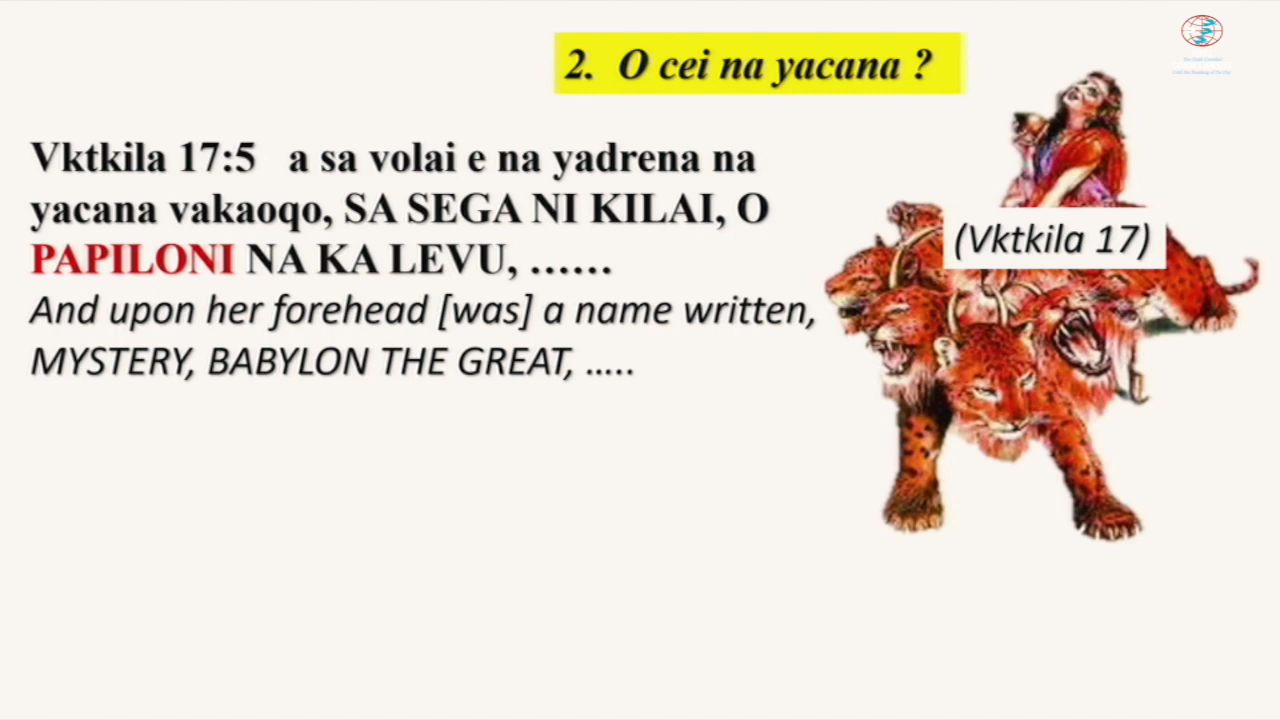 2. O cei na yacana ?
Vktkila 17:5 a sa volai e na yadrena na
yacana vakaoqo, SA SEGA NI KILAI, O
PAPILONI NA KA LEVU, ……
And upon her forehead [was] a name written,
MYSTERY, BABYLON THE GREAT, …..
(Vktkila 17)